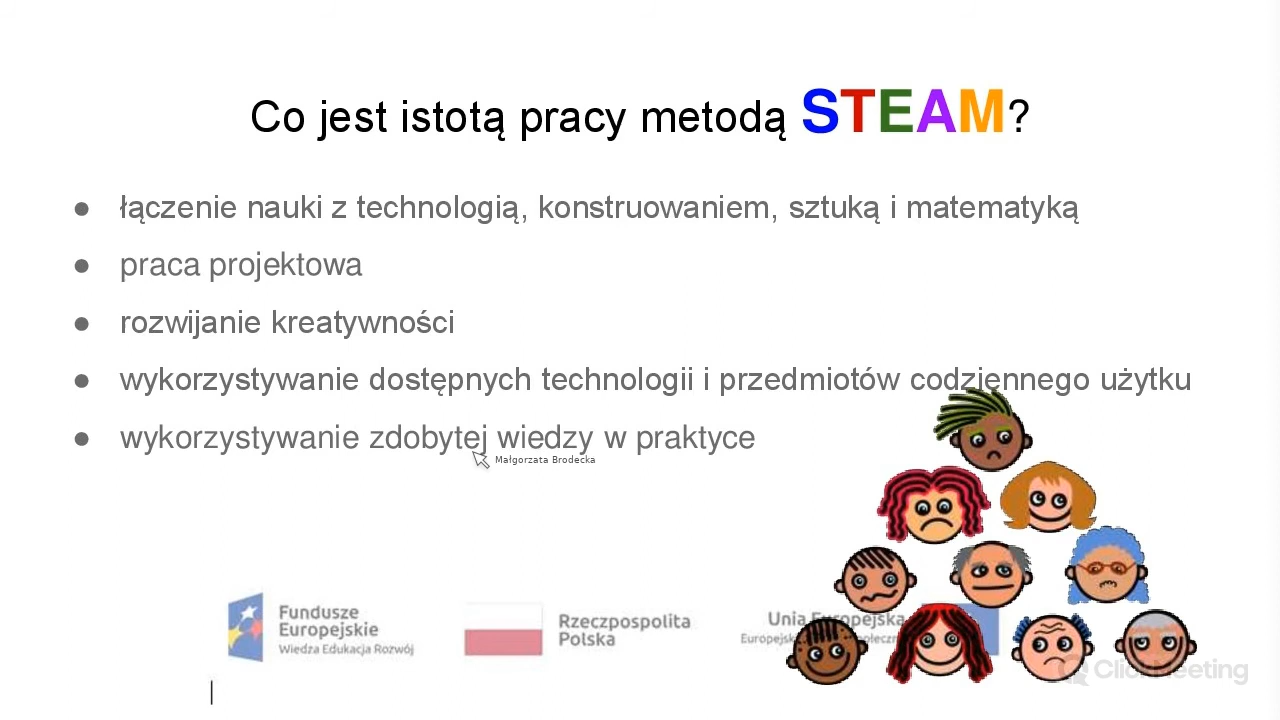 Co jest istotą pracy metodą STEAM?
● łączenie nauki z technologią, konstruowaniem, sztuką i matematyką
● praca projektowa
● rozwijanie kreatywności
● wykorzystywanie dostępnych technologii i przedmiotów codziennego użytku
● wykorzystywanie zdobytej wiedzy w praktyce
Małgorzata Brodecka
Fundusze
Europejskie
Wiedza Edukacja Rozwój
Rzeczpospolita
Polska
Unia Europejska
ClickMeeting